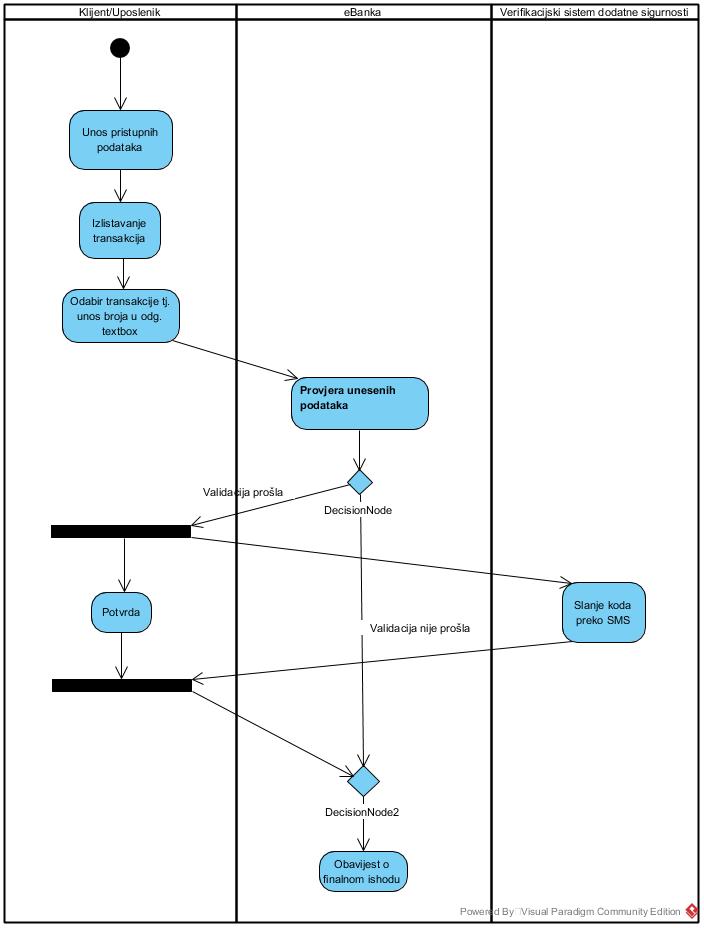 Klijent/Uposlenik
eBanka
Verifikacijski sistem dodatne sigurnosti
Unos pristupnih
podataka
Izlistavanje
transakcija
Odabir transakcije tj.
unos broja u odg.
textbox
Provjera unesenih
podataka
Validacija prošla
DecisionNode
Potvrda
Slanje koda
preko SMS
Validacija nije prošla
DecisionNode2
Obavijest o
finalnom ishodu
Powered By Visual Paradigm Community Edition